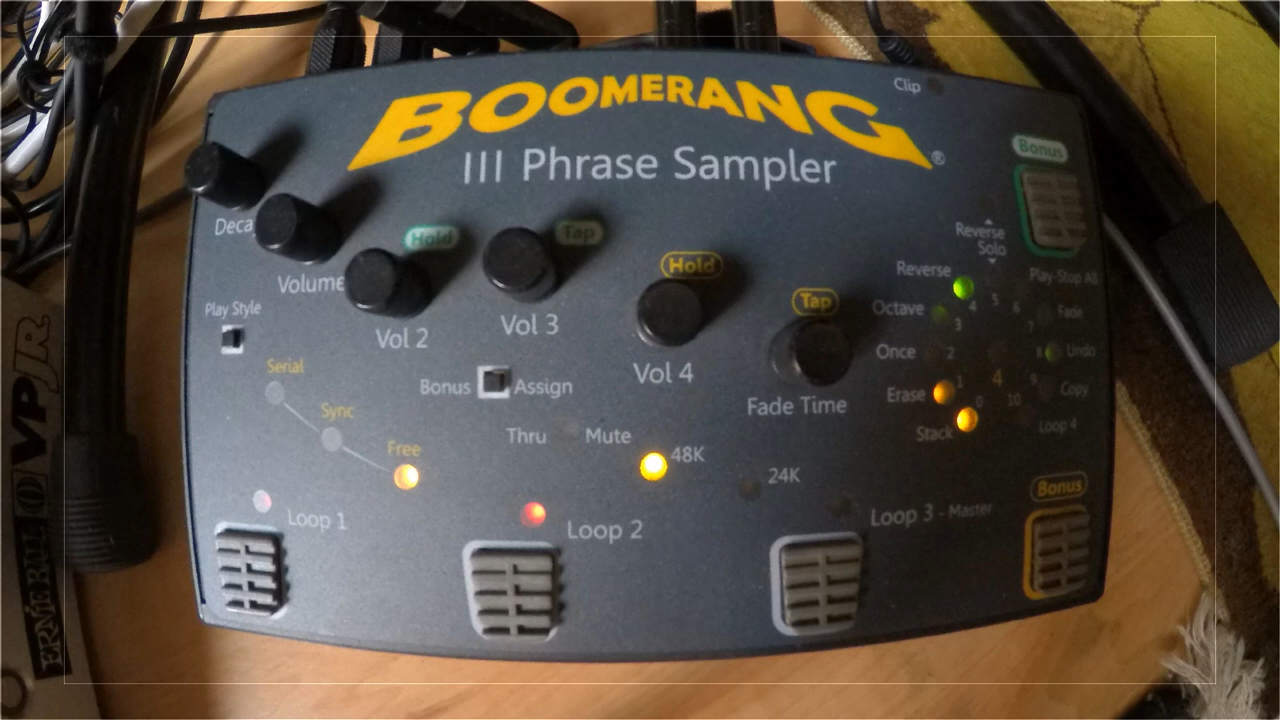 Clip
BOOMERANG®
III Phrase Sampler
Bonus
Deca
Volume
Hold
Tap
Vol 2
Vol 3
Hold
Vol 4
Tap
Fade Time
Reverse
Solo
Reverse
Play-Stop All
Octave
Fade
Once
Undo
Erase
Copy
Stack
Loop 4
0
1
2
3
4
5
6
7
8
9
10
4
Play Style
Serial
Sync
Free
Bonus Assign
Thru Mute
48K
24K
Loop 1
Loop 2
Loop 3 - Master
Bonus
ERNIE BALL VPJR